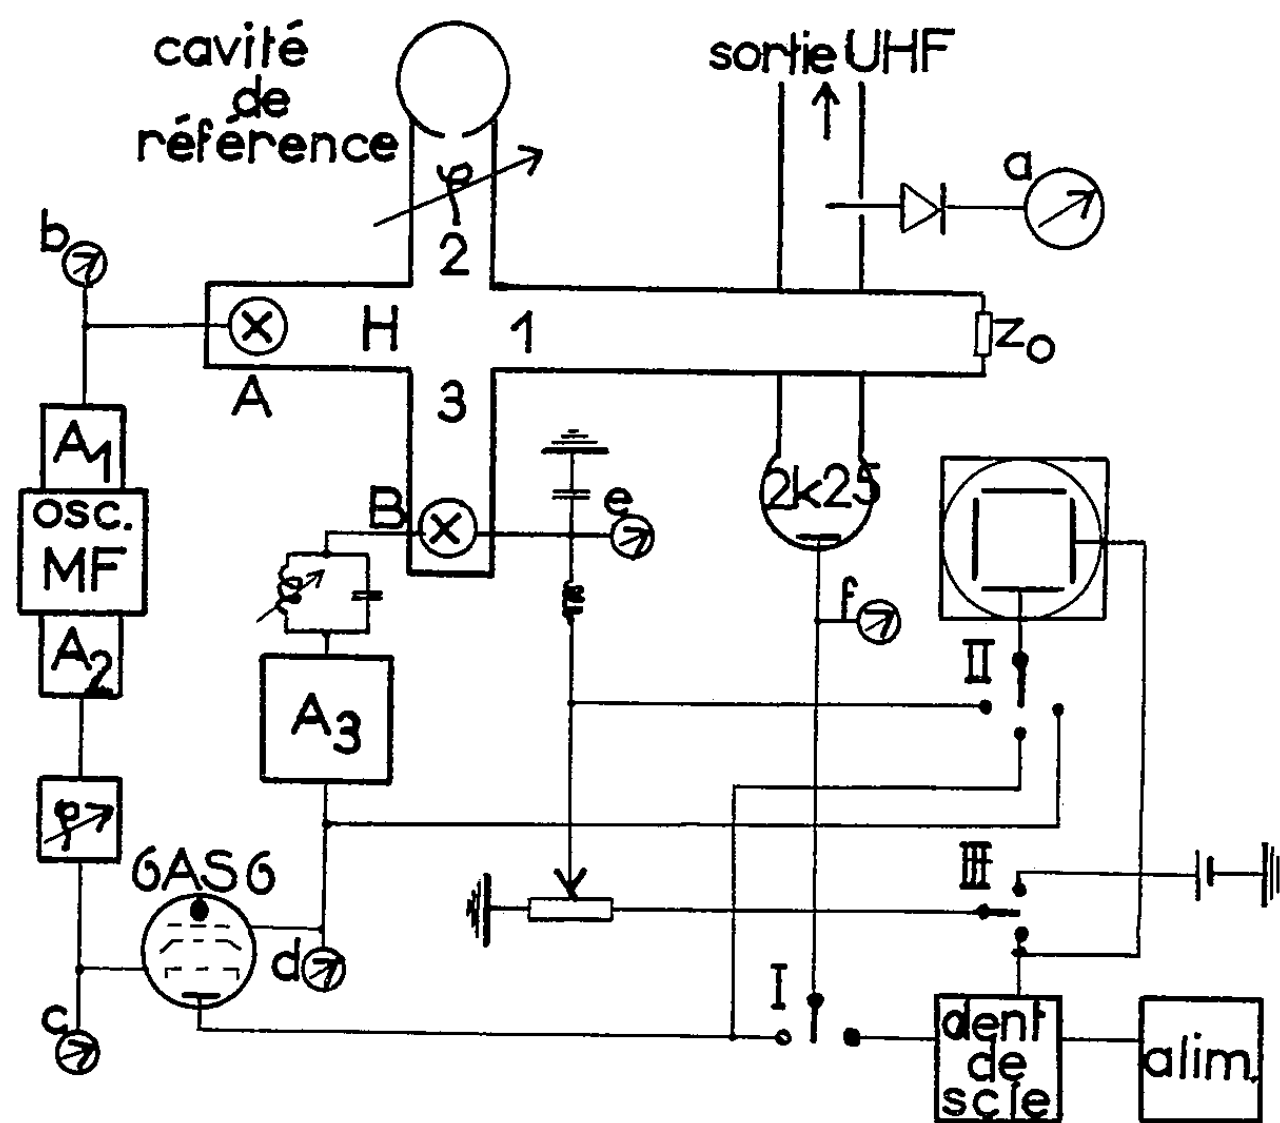 cavité
de
référence
sortie UHF
a
φ
b
2
H
1
Z0
A
3
A1
B
e
2k25
osc.
MF
f
A2
II
A3
φ
6AS6
III
d
I
c
dent
de
scie
alim.